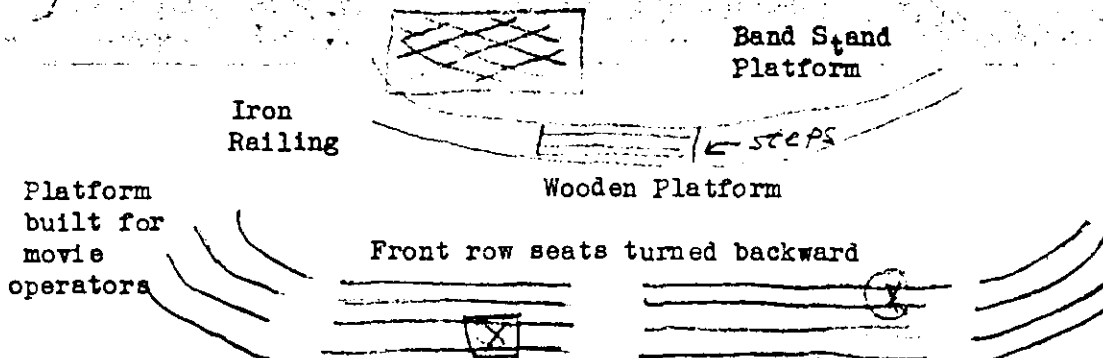 Band Stand
Platform
Iron
Railing
← steps
Wooden Platform
Platform
built for
movie
operators
Front row seats turned backward
X
X